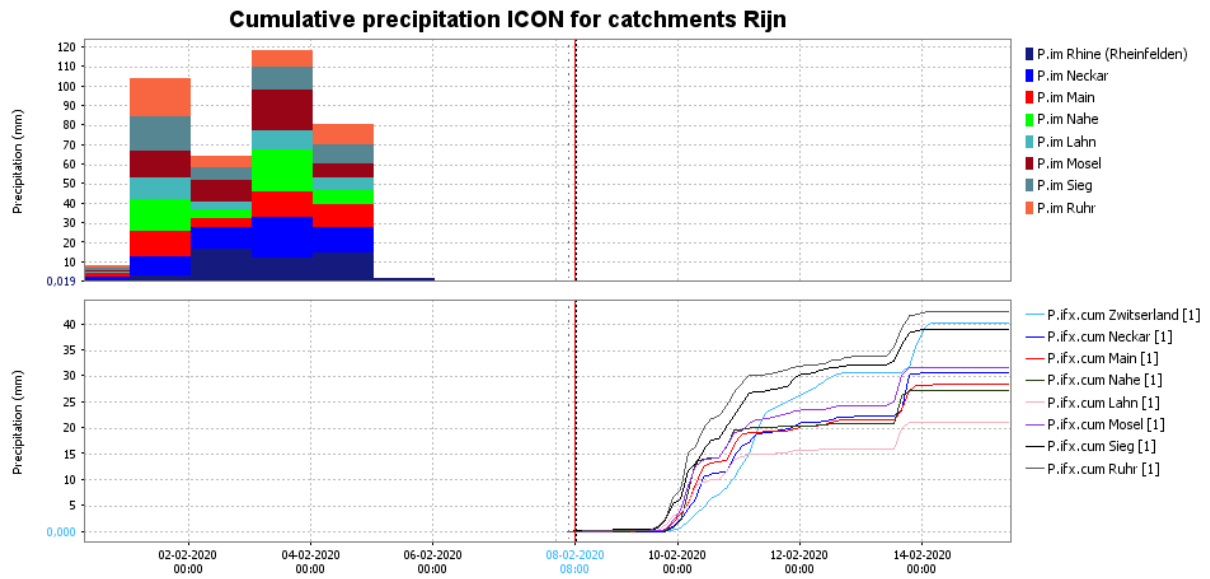 Cumulative precipitation ICON for catchments Rijn
Precipitation (mm)
120
110
100
90
80
70
60
50
40
30
20
10
0,019
P.im Rhine (Rheinfelden)
P.im Neckar
P.im Main
P.im Nahe
P.im Lahn
P.im Mosel
P.im Sieg
P.im Ruhr
Precipitation (mm)
40
35
30
25
20
15
10
5
0,000
P.ifx.cum Zwitserland [1]
P.ifx.cum Neckar [1]
P.ifx.cum Main [1]
P.ifx.cum Nahe [1]
P.ifx.cum Lahn [1]
P.ifx.cum Mosel [1]
P.ifx.cum Sieg [1]
P.ifx.cum Ruhr [1]
02-02-2020 04-02-2020 06-02-2020 08-02-2020 10-02-2020 12-02-2020 14-02-2020
00:00 00:00 00:00 08:00 00:00 00:00 00:00